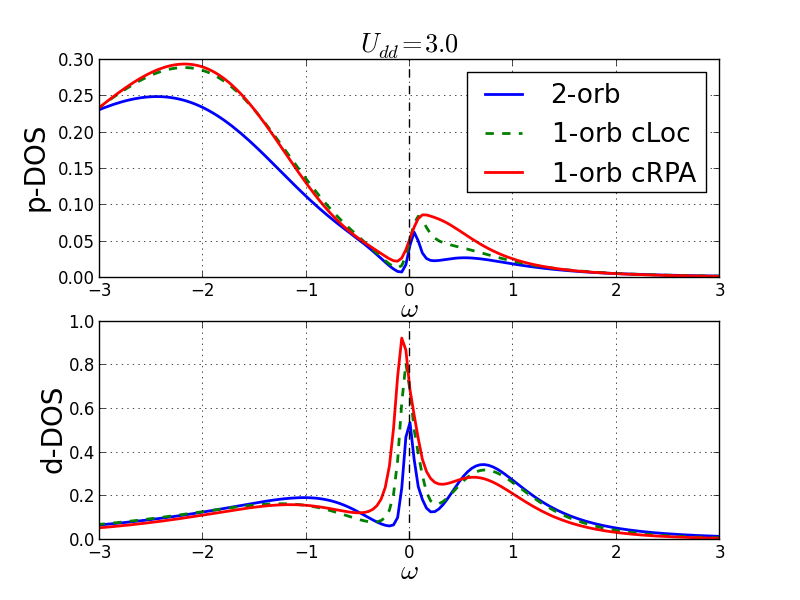 U_dd = 3.0
0.30
0.25
0.20
0.15
0.10
0.05
0.00
p-DOS
2-orb
1-orb cLoc
1-orb cRPA
−3 −2 −1 0 1 2 3
ω
1.0
0.8
0.6
0.4
0.2
0.0
d-DOS
−3 −2 −1 0 1 2 3
ω